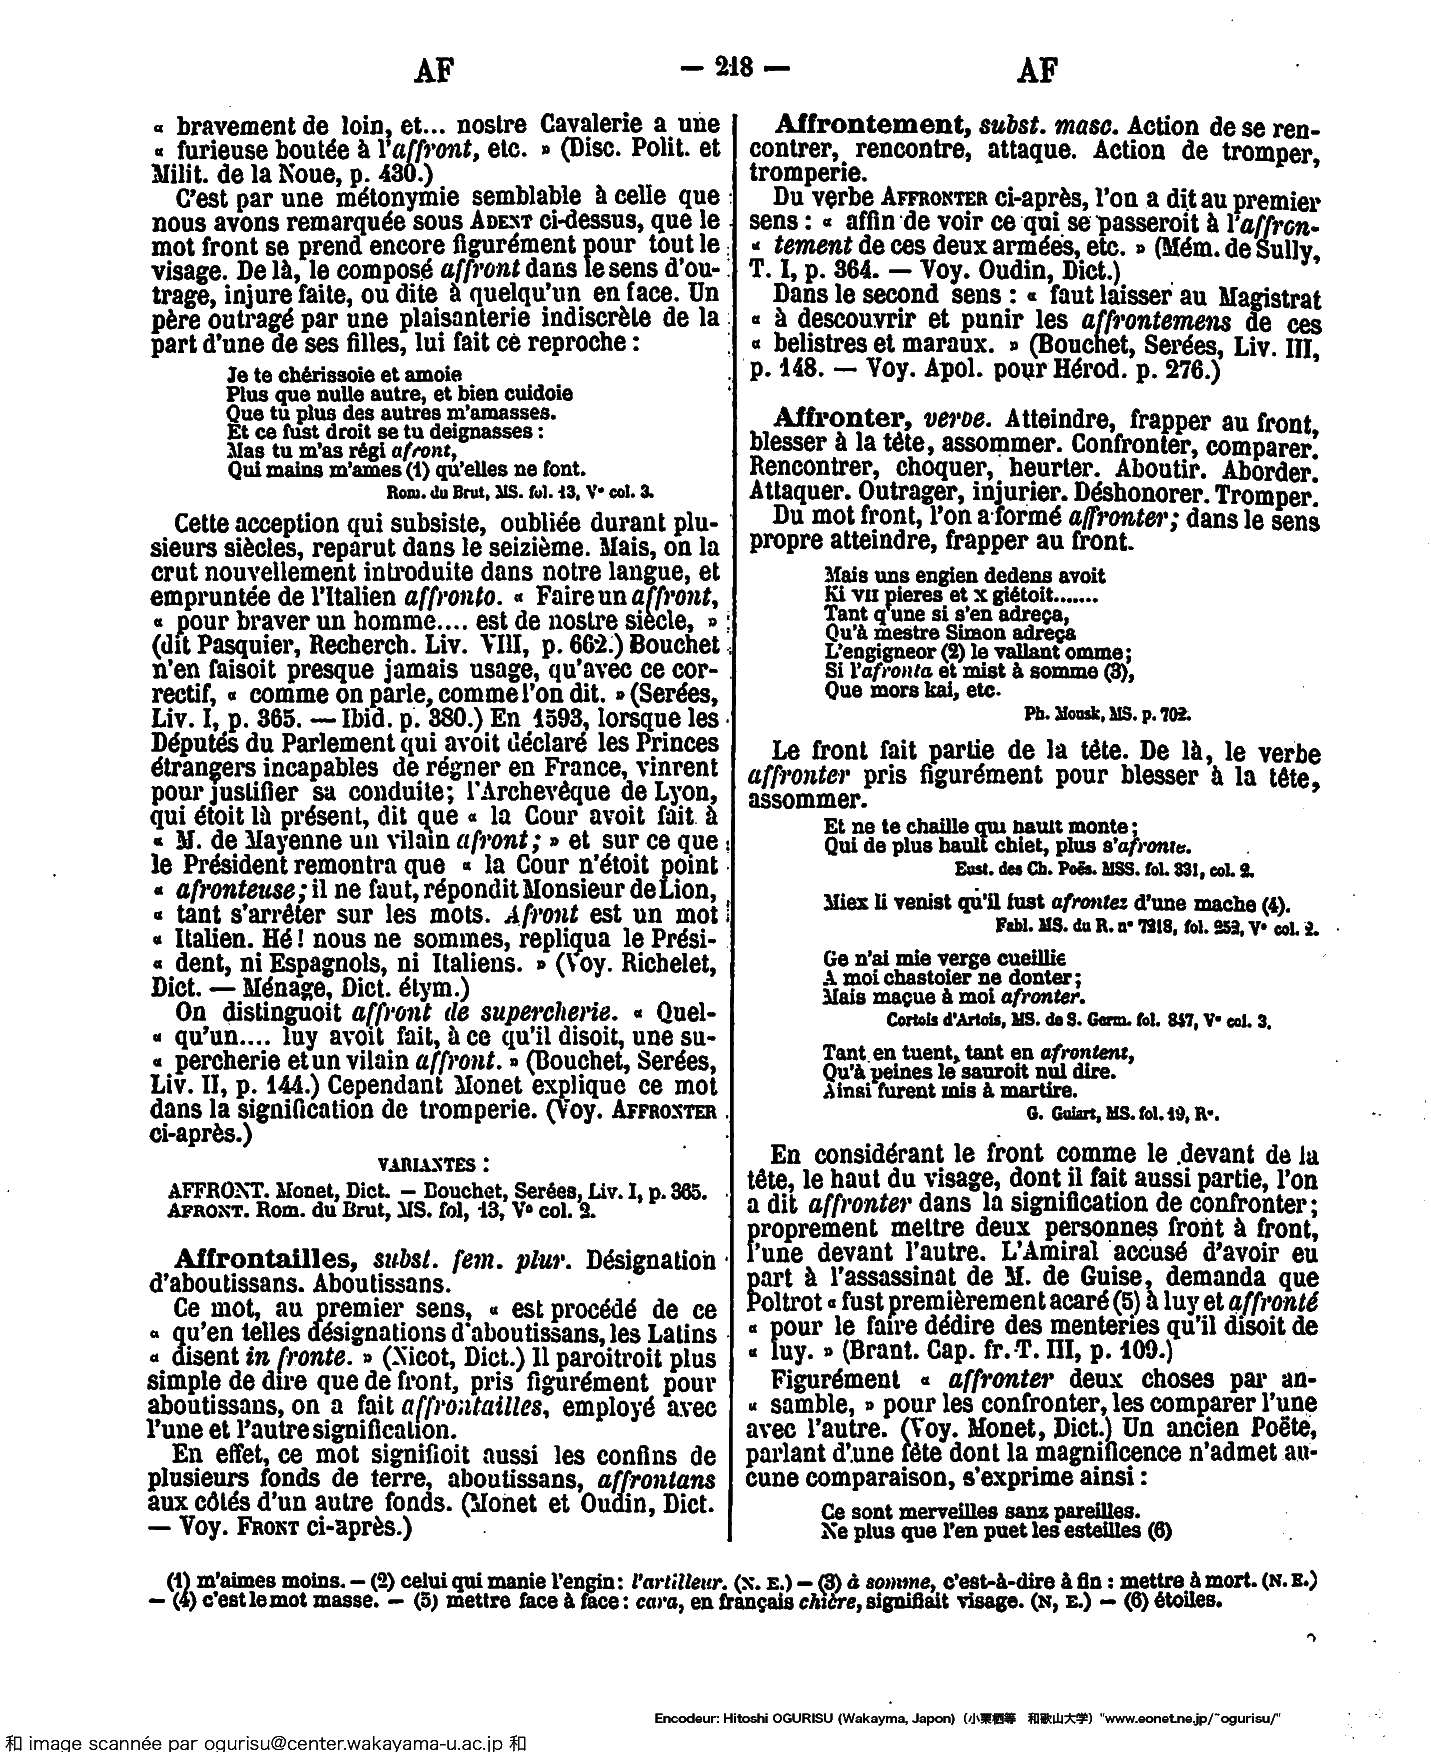 AF — 218 — AF
« bravement de loin, et... nostre Cavalerie a une
« furieuse boutée à l'affront, etc. » (Disc. Polit. et
Milit. de la Noue, p. 430.)
C'est par une métonymie semblable à celle que
nous avons remarquée sous ADENT ci-dessus, que le
mot front se prend encore figurément pour tout le
visage. De là, le composé affront dans le sens d'ou-
trage, injure faite, ou dite à quelqu'un en face. Un
père outragé par une plaisanterie indiscrète de la
part d'une de ses filles, lui fait ce reproche :
Je te chérissoie et amoie
Plus que nulle autre, et bien cuidoie
Que tu plus des autres m'amasses.
Et ce fust droit se tu deignasses :
Mas tu m'as régi afront,
Qui mains m'ames (1) qu'elles ne font.
Rom. du Brut, MS. fol. 13, V° col. 3.
Cette acception qui subsiste, oubliée durant plu-
sieurs siècles, reparut dans le seizième. Mais, on la
crut nouvellement introduite dans notre langue, et
empruntée de l'Italien affronto. « Faire un affront,
« pour braver un homme.... est de nostre siècle, »
(dit Pasquier, Recherch. Liv. VIII, p. 662.) Bouchet
n'en faisoit presque jamais usage, qu'avec ce cor-
rectif, « comme on parle, comme l'on dit. » (Serées,
Liv. I, p. 365. — Ibid. p. 380.) En 1593, lorsque les
Députés du Parlement qui avoit déclaré les Princes
étrangers incapables de régner en France, vinrent
pour justifier sa conduite; l'Archevêque de Lyon,
qui étoit là présent, dit que « la Cour avoit fait à
« M. de Mayenne un vilain afront; » et sur ce que
le Président remontra que « la Cour n'étoit point
« afronteuse; il ne faut, répondit Monsieur de Lion,
« tant s'arrêter sur les mots. Afront est un mot
« Italien. Hé ! nous ne sommes, repliqua le Prési-
« dent, ni Espagnols, ni Italiens. » (Voy. Richelet,
Dict. — Ménage, Dict. étym.)
On distinguoit affront de supercherie. « Quel-
« qu'un.... luy avoit fait, à ce qu'il disoit, une su-
« percherie et un vilain affront. » (Bouchet, Serées,
Liv. II, p. 144.) Cependant Monet explique ce mot
dans la signification de tromperie. (Voy. AFFRONTER
ci-après.)
VARIANTES :
AFFRONT. Monet, Dict. — Bouchet, Serées, Liv. I, p. 365.
AFRONT. Rom. du Brut, MS. fol, 13, V° col. 2.
Affrontailles, subst. fem. plur. Désignation
d'aboutissans. Aboutissans.
Ce mot, au premier sens, « est procédé de ce
« qu'en telles désignations d'aboutissans, les Latins
« disent in fronte. » (Nicot, Dict.) Il paroitroit plus
simple de dire que de front, pris figurément pour
aboutissans, on a fait affrontailles, employé avec
l'une et l'autre signification.
En effet, ce mot signifioit aussi les confins de
plusieurs fonds de terre, aboutissans, affrontans
aux côtés d'un autre fonds. (Monet et Oudin, Dict.
— Voy. FRONT ci-après.)
Affrontement, subst. masc. Action de se ren-
contrer, rencontre, attaque. Action de tromper,
tromperie.
Du verbe AFFRONTER ci-après, l'on a dit au premier
sens : « affin de voir ce qui se passeroit à l'affron-
« tement de ces deux armées, etc. » (Mém. de Sully,
T. I, p. 364. — Voy. Oudin, Dict.)
Dans le second sens : « faut laisser au Magistrat
« à descouvrir et punir les affrontemens de ces
« belistres et maraux. » (Bouchet, Serées, Liv. III,
p. 148. — Voy. Apol. pour Hérod. p. 276.)
Affronter, verbe. Atteindre, frapper au front,
blesser à la tête, assommer. Confronter, comparer.
Rencontrer, choquer, heurter. Aboutir. Aborder.
Attaquer. Outrager, injurier. Déshonorer. Tromper.
Du mot front, l'on a formé affronter; dans le sens
propre atteindre, frapper au front.
Mais uns engien dedens avoit
Ki VII pieres et X giétoit.......
Tant q'une si s'en adreça,
Qu'à mestre Simon adreça
L'engigneor (2) le vallant omme;
Si l'afronta et mist à somme (3),
Que mors kai, etc.
Ph. Mousk, MS. p. 702.
Le front fait partie de la tête. De là, le verbe
affronter pris figurément pour blesser à la tête,
assommer.
Et ne te chaille qui hault monte;
Qui de plus hault chiet, plus s'afronte.
Eust. des Ch. Poës. MSS. fol. 331, col. 2.
Miex li venist qu'il fust afrontez d'une mache (4).
Fabl. MS. du R. n° 7218, fol. 252, V° col. 2.
Ge n'ai mie verge cueillie
A moi chastoier ne donter;
Mais maçue à moi afronter.
Cortois d'Artois, MS. de S. Germ. fol. 847, V° col. 3.
Tant en tuent, tant en afrontent,
Qu'à peines le sauroit nul dire.
Ainsi furent mis à martire.
G. Guiart, MS. fol. 19, R°.
En considérant le front comme le devant de la
tête, le haut du visage, dont il fait aussi partie, l'on
a dit affronter dans la signification de confronter;
proprement mettre deux personnes front à front,
l'une devant l'autre. L'Amiral accusé d'avoir eu
part à l'assassinat de M. de Guise, demanda que
Poltrot « fust premièrement acaré (5) à luy et affronté
« pour le faire dédire des menteries qu'il disoit de
« luy. » (Brant. Cap. fr. T. III, p. 109.)
Figurément « affronter deux choses par an-
« samble, » pour les confronter, les comparer l'une
avec l'autre. (Voy. Monet, Dict.) Un ancien Poëte,
parlant d'une fête dont la magnificence n'admet au-
cune comparaison, s'exprime ainsi :
Ce sont merveilles sanz pareilles.
Ne plus que l'en puet les esteilles (6)
(1) m'aimes moins. — (2) celui qui manie l'engin : l'artilleur. (N. E.) — (3) à somme, c'est-à-dire à fin : mettre à mort. (N. E.)
— (4) c'est le mot masse. — (5) mettre face à face : cara, en français chière, signifiait visage. (N, E.) — (6) étoiles.
Encodeur: Hitoshi OGURISU (Wakayma, Japon) (小栗栖等 和歌山大学) "www.eonet.ne.jp/~ogurisu/"
和 image scannée par ogurisu@center.wakayama-u.ac.jp 和